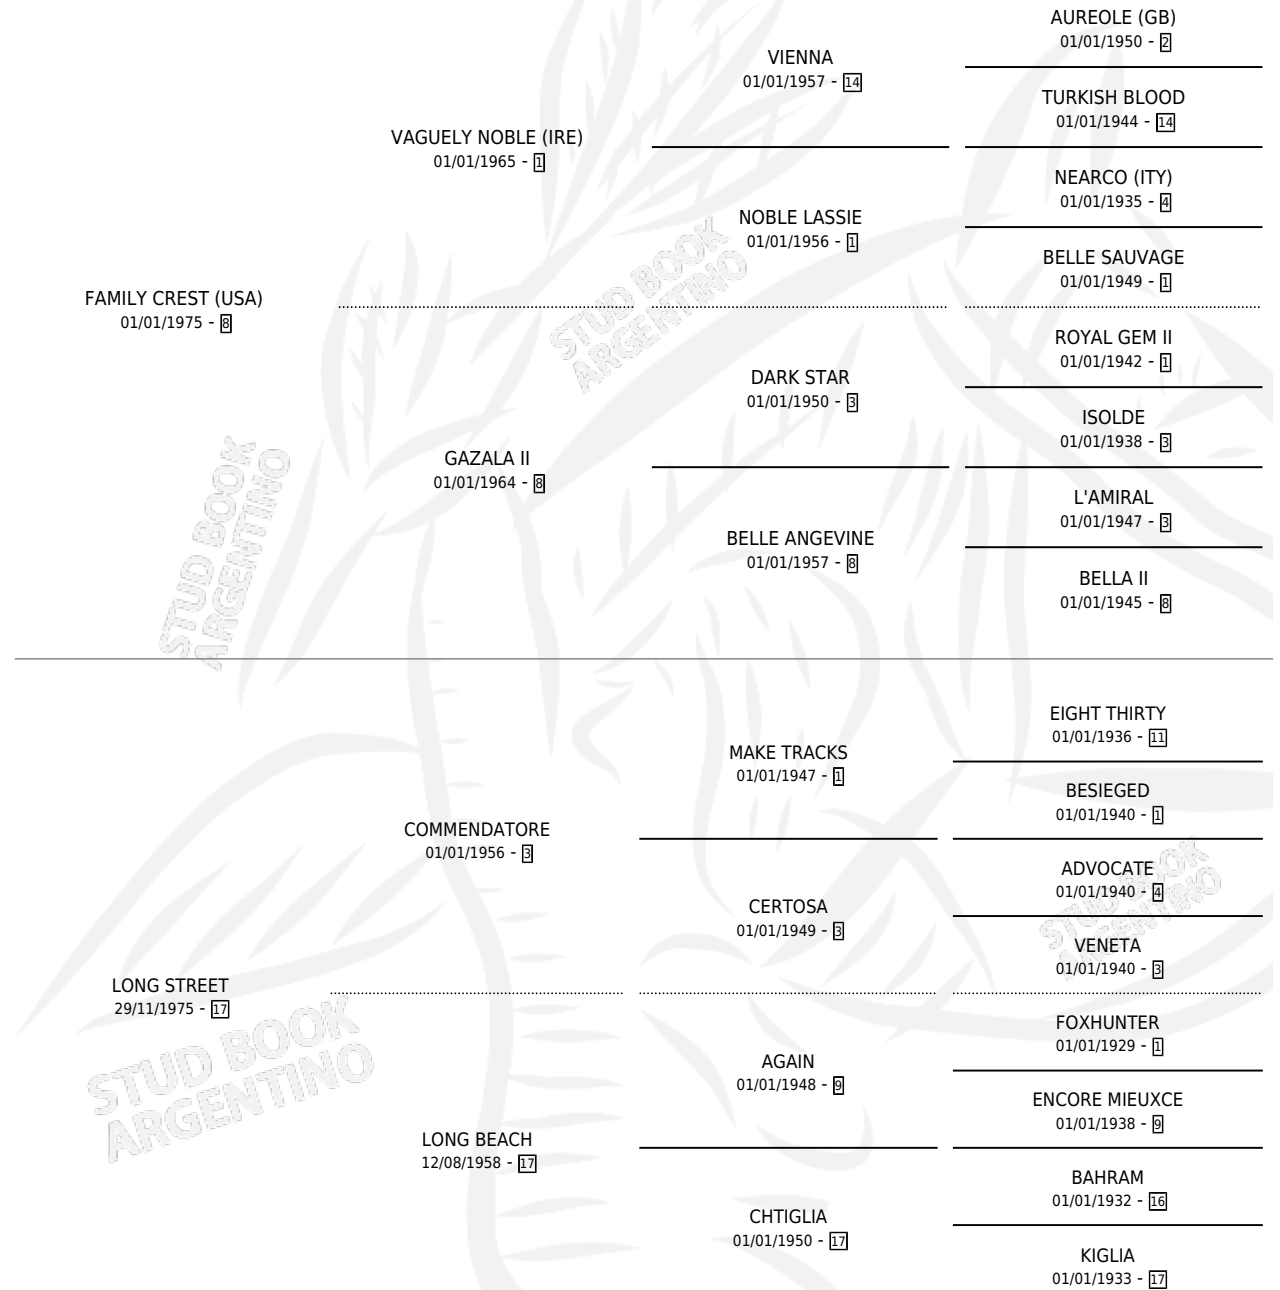 AUREOLE (GB)
01/01/1950 - 2
VIENNA
01/01/1957 - 14
TURKISH BLOOD
01/01/1944 - 14
VAGUELY NOBLE (IRE)
01/01/1965 - 1
NEARCO (ITY)
01/01/1935 - 4
NOBLE LASSIE
01/01/1956 - 1
BELLE SAUVAGE
01/01/1949 - 1
FAMILY CREST (USA)
01/01/1975 - 8
STUD BOOK
ARGENTINO
ROYAL GEM II
01/01/1942 - 1
DARK STAR
01/01/1950 - 3
ISOLDE
01/01/1938 - 3
GAZALA II
01/01/1964 - 8
L'AMIRAL
01/01/1947 - 3
BELLE ANGEVINE
01/01/1957 - 8
BELLA II
01/01/1945 - 8
STUD BOOK
ARGENTINO
EIGHT THIRTY
01/01/1936 - 11
MAKE TRACKS
01/01/1947 - 1
BESIEGED
01/01/1940 - 1
COMMENDATORE
01/01/1956 - 3
ADVOCATE
01/01/1940 - 4
CERTOSA
01/01/1949 - 3
STUD BOOK
ARGENTINO
VENETA
01/01/1940 - 3
LONG STREET
29/11/1975 - 17
FOXHUNTER
01/01/1929 - 1
AGAIN
01/01/1948 - 9
ENCORE MIEUXCE
01/01/1938 - 9
STUD BOOK
ARGENTINO
LONG BEACH
12/08/1958 - 17
BAHRAM
01/01/1932 - 16
CHTIGLIA
01/01/1950 - 17
KIGLIA
01/01/1933 - 17